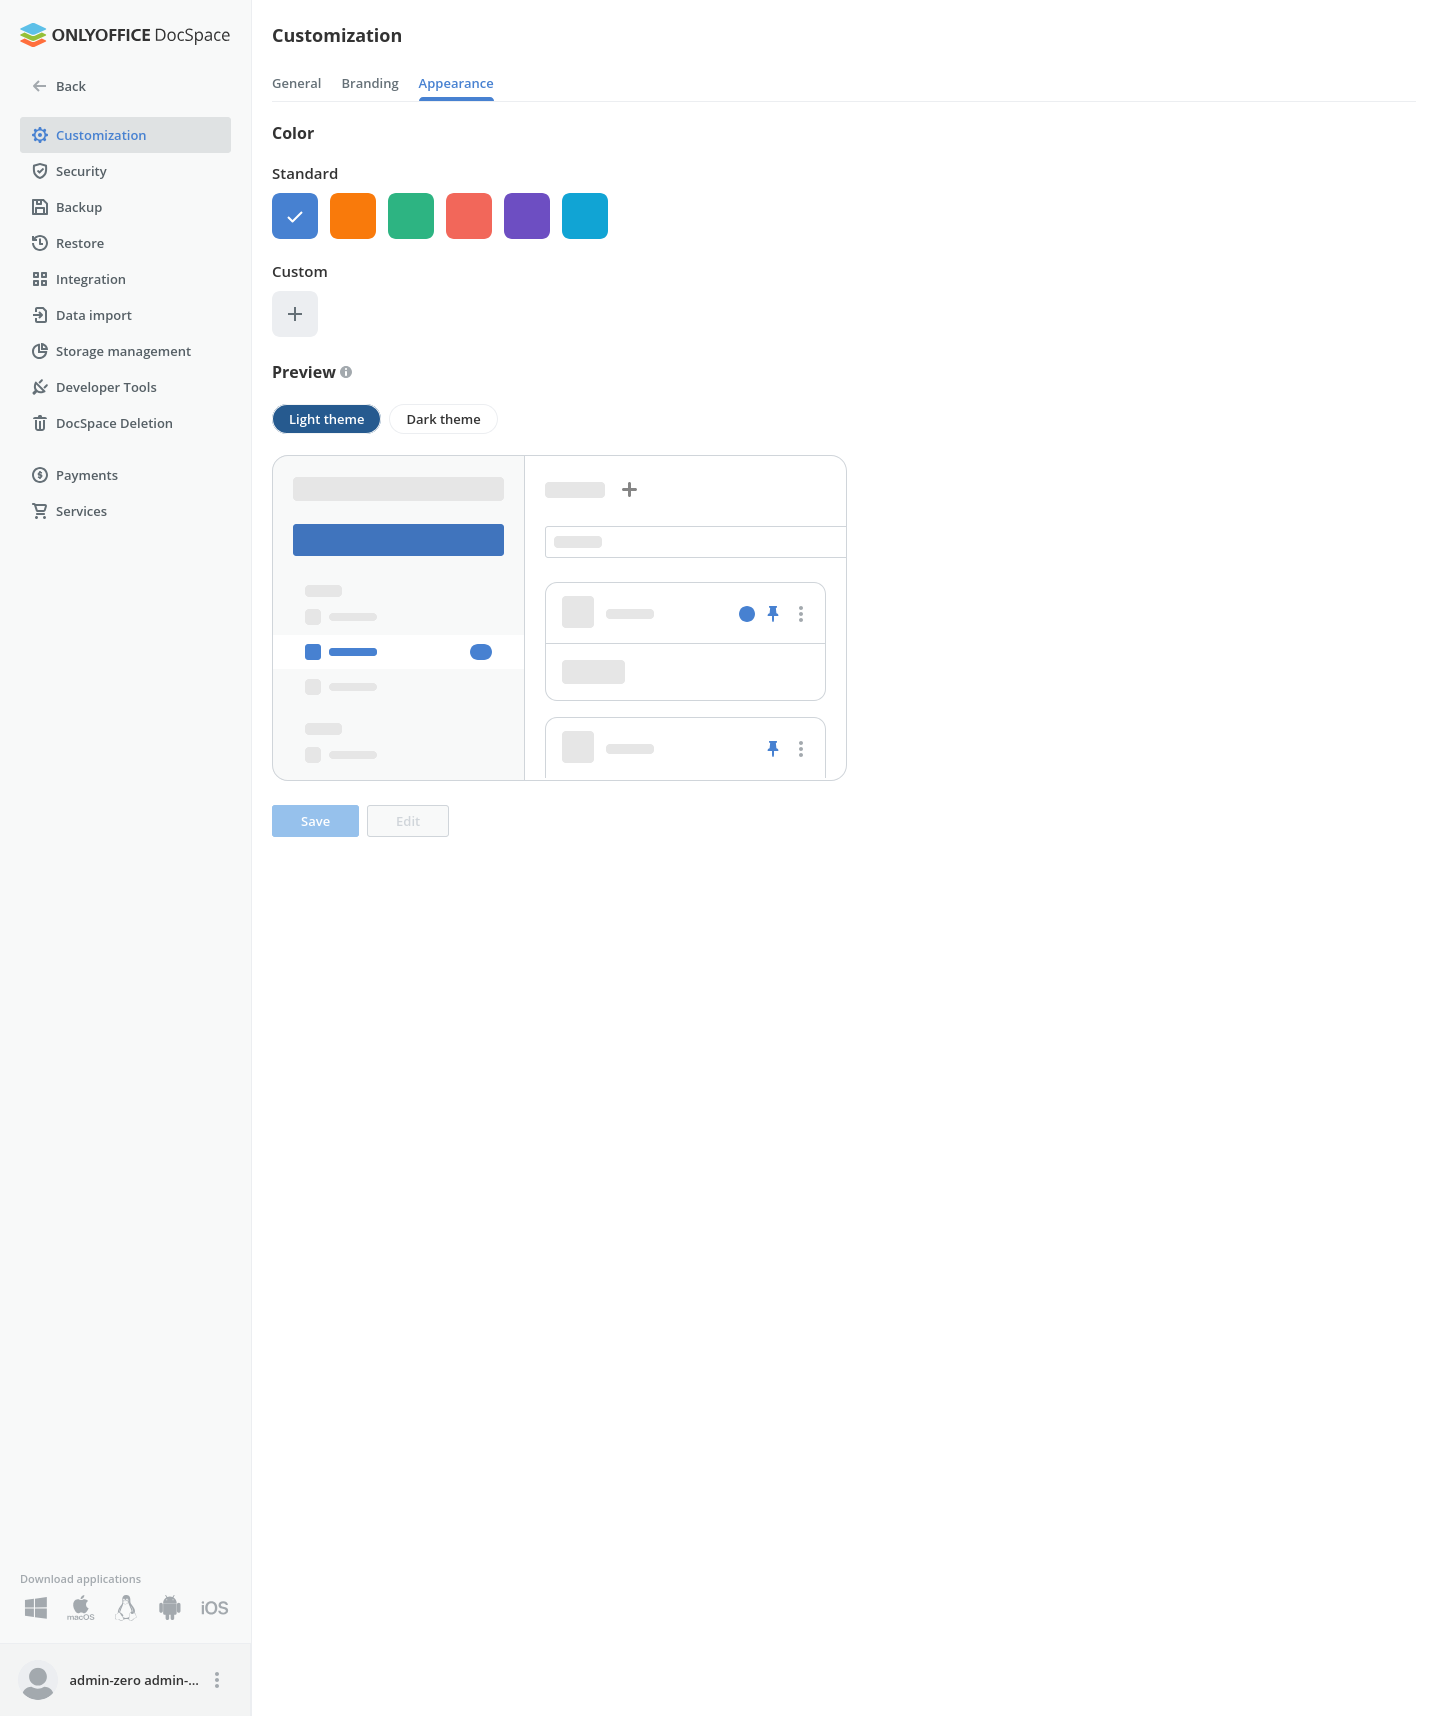 ONLYOFFICE DocSpace
Back
Customization
Security
Backup
Restore
Integration
Data import
Storage management
Developer Tools
DocSpace Deletion
Payments
Services
Download applications
macOS
iOS
admin-zero admin-...
Customization
General Branding Appearance
Color
Standard
Custom
Preview
Light theme Dark theme
Save Edit